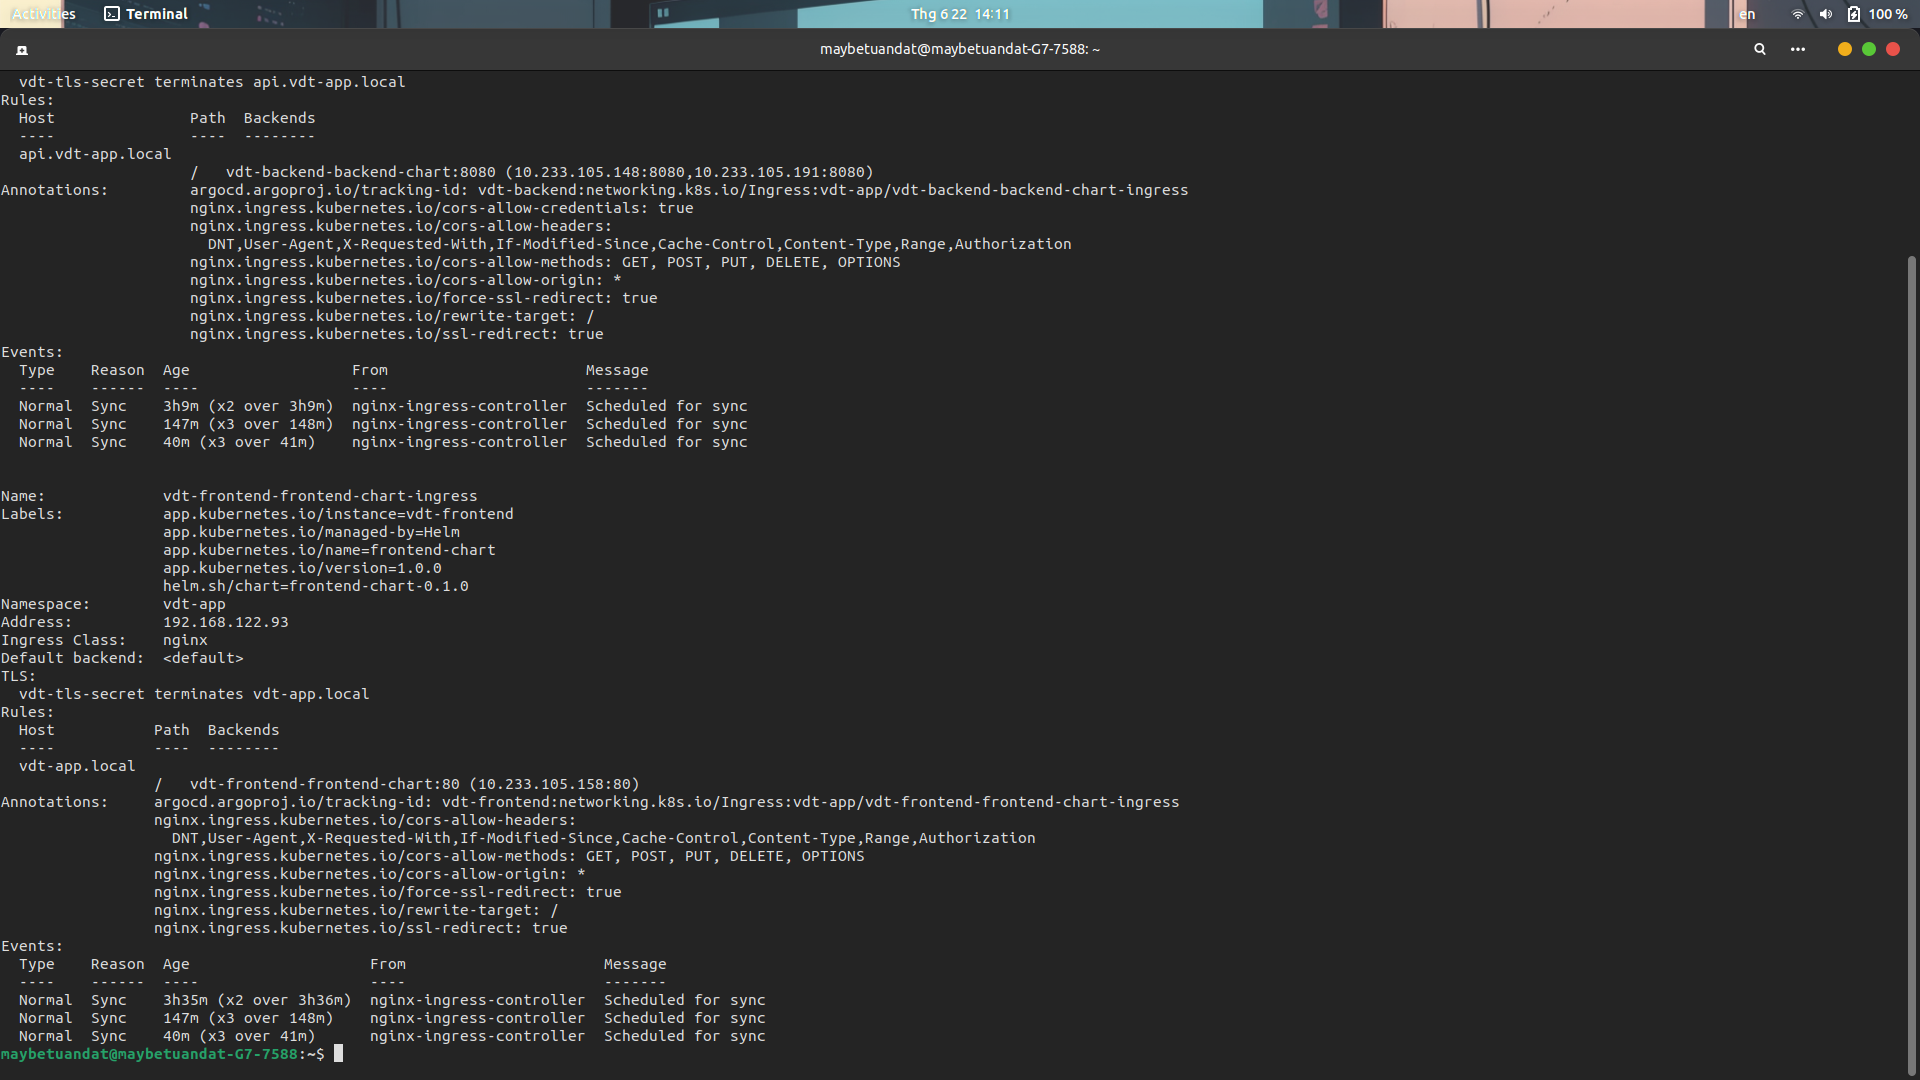 Activities Terminal Thg 6 22 14:11 en 100 %
maybetuandat@maybetuandat-G7-7588: ~
vdt-tls-secret terminates api.vdt-app.local
Rules:
Host Path Backends
---- ---- --------
api.vdt-app.local
/ vdt-backend-backend-chart:8080 (10.233.105.148:8080,10.233.105.191:8080)
Annotations: argocd.argoproj.io/tracking-id: vdt-backend:networking.k8s.io/Ingress:vdt-app/vdt-backend-backend-chart-ingress
nginx.ingress.kubernetes.io/cors-allow-credentials: true
nginx.ingress.kubernetes.io/cors-allow-headers:
DNT,User-Agent,X-Requested-With,If-Modified-Since,Cache-Control,Content-Type,Range,Authorization
nginx.ingress.kubernetes.io/cors-allow-methods: GET, POST, PUT, DELETE, OPTIONS
nginx.ingress.kubernetes.io/cors-allow-origin: *
nginx.ingress.kubernetes.io/force-ssl-redirect: true
nginx.ingress.kubernetes.io/rewrite-target: /
nginx.ingress.kubernetes.io/ssl-redirect: true
Events:
Type Reason Age From Message
---- ------ ---- ---- -------
Normal Sync 3h9m (x2 over 3h9m) nginx-ingress-controller Scheduled for sync
Normal Sync 147m (x3 over 148m) nginx-ingress-controller Scheduled for sync
Normal Sync 40m (x3 over 41m) nginx-ingress-controller Scheduled for sync
Name: vdt-frontend-frontend-chart-ingress
Labels: app.kubernetes.io/instance=vdt-frontend
app.kubernetes.io/managed-by=Helm
app.kubernetes.io/name=frontend-chart
app.kubernetes.io/version=1.0.0
helm.sh/chart=frontend-chart-0.1.0
Namespace: vdt-app
Address: 192.168.122.93
Ingress Class: nginx
Default backend: <default>
TLS:
vdt-tls-secret terminates vdt-app.local
Rules:
Host Path Backends
---- ---- --------
vdt-app.local
/ vdt-frontend-frontend-chart:80 (10.233.105.158:80)
Annotations: argocd.argoproj.io/tracking-id: vdt-frontend:networking.k8s.io/Ingress:vdt-app/vdt-frontend-frontend-chart-ingress
nginx.ingress.kubernetes.io/cors-allow-headers:
DNT,User-Agent,X-Requested-With,If-Modified-Since,Cache-Control,Content-Type,Range,Authorization
nginx.ingress.kubernetes.io/cors-allow-methods: GET, POST, PUT, DELETE, OPTIONS
nginx.ingress.kubernetes.io/cors-allow-origin: *
nginx.ingress.kubernetes.io/force-ssl-redirect: true
nginx.ingress.kubernetes.io/rewrite-target: /
nginx.ingress.kubernetes.io/ssl-redirect: true
Events:
Type Reason Age From Message
---- ------ ---- ---- -------
Normal Sync 3h35m (x2 over 3h36m) nginx-ingress-controller Scheduled for sync
Normal Sync 147m (x3 over 148m) nginx-ingress-controller Scheduled for sync
Normal Sync 40m (x3 over 41m) nginx-ingress-controller Scheduled for sync
maybetuandat@maybetuandat-G7-7588:~$